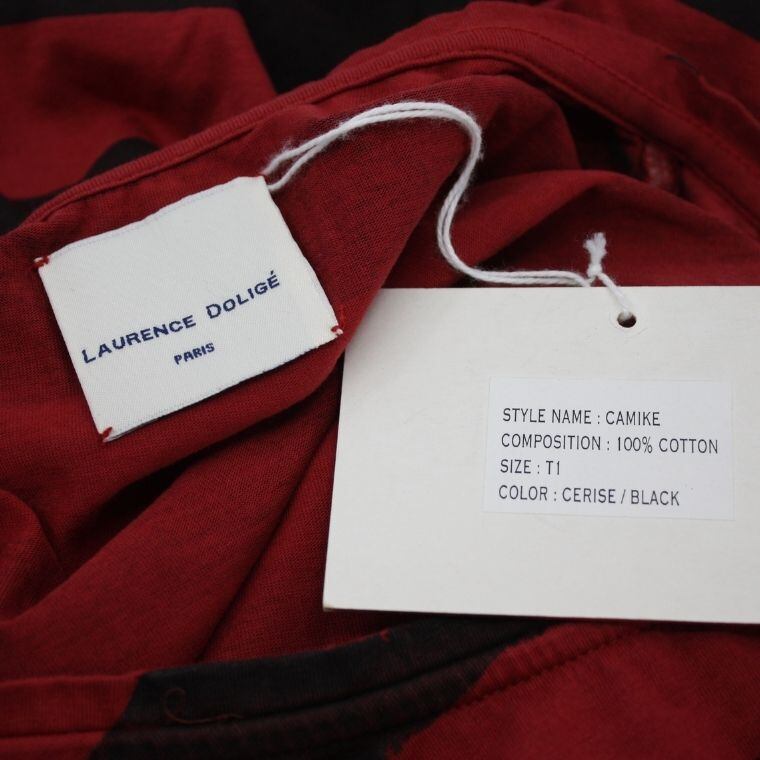 LAURENCE DOLIGÉ
PARIS
STYLE NAME : CAMIKE
COMPOSITION : 100% COTTON
SIZE : T1
COLOR : CERISE / BLACK